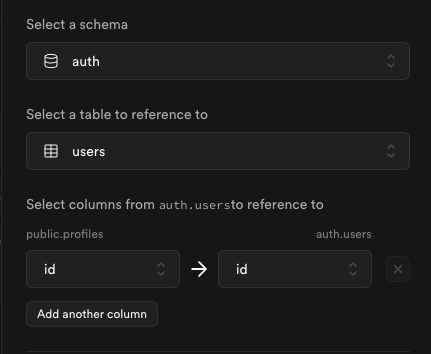 Select a schema
auth
Select a table to reference to
users
Select columns from auth.usersto reference to
public.profiles auth.users
id → id
Add another column